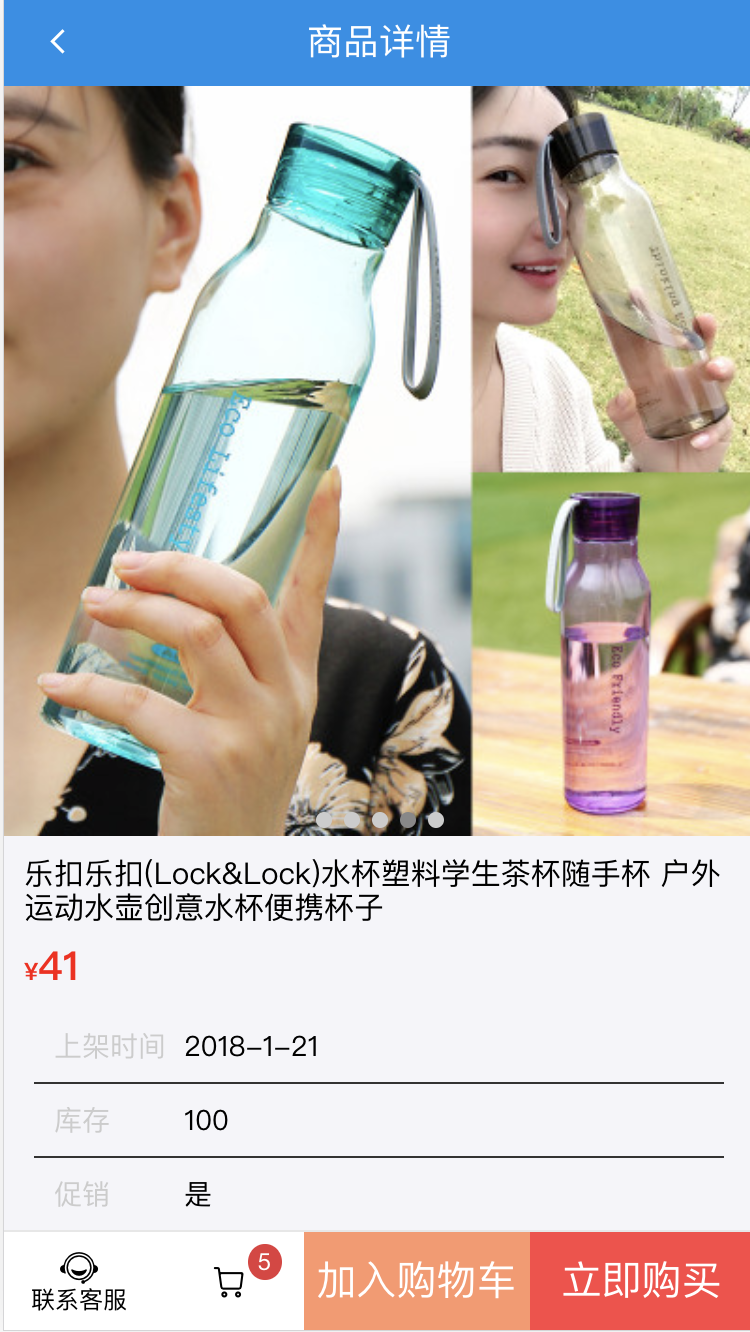 商品详情
Eco Lifesty
Eco Friendly
乐扣乐扣(Lock&Lock)水杯塑料学生茶杯随手杯 户外
运动水壶创意水杯便携杯子
¥41
上架时间 2018-1-21
库存 100
促销 是
联系客服
5
加入购物车
立即购买